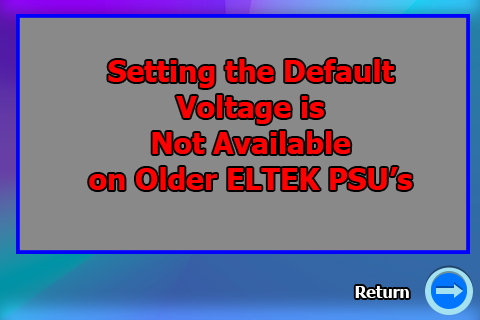 Setting the Default
Voltage is
Not Available
on Older ELTEK PSU’s
Return